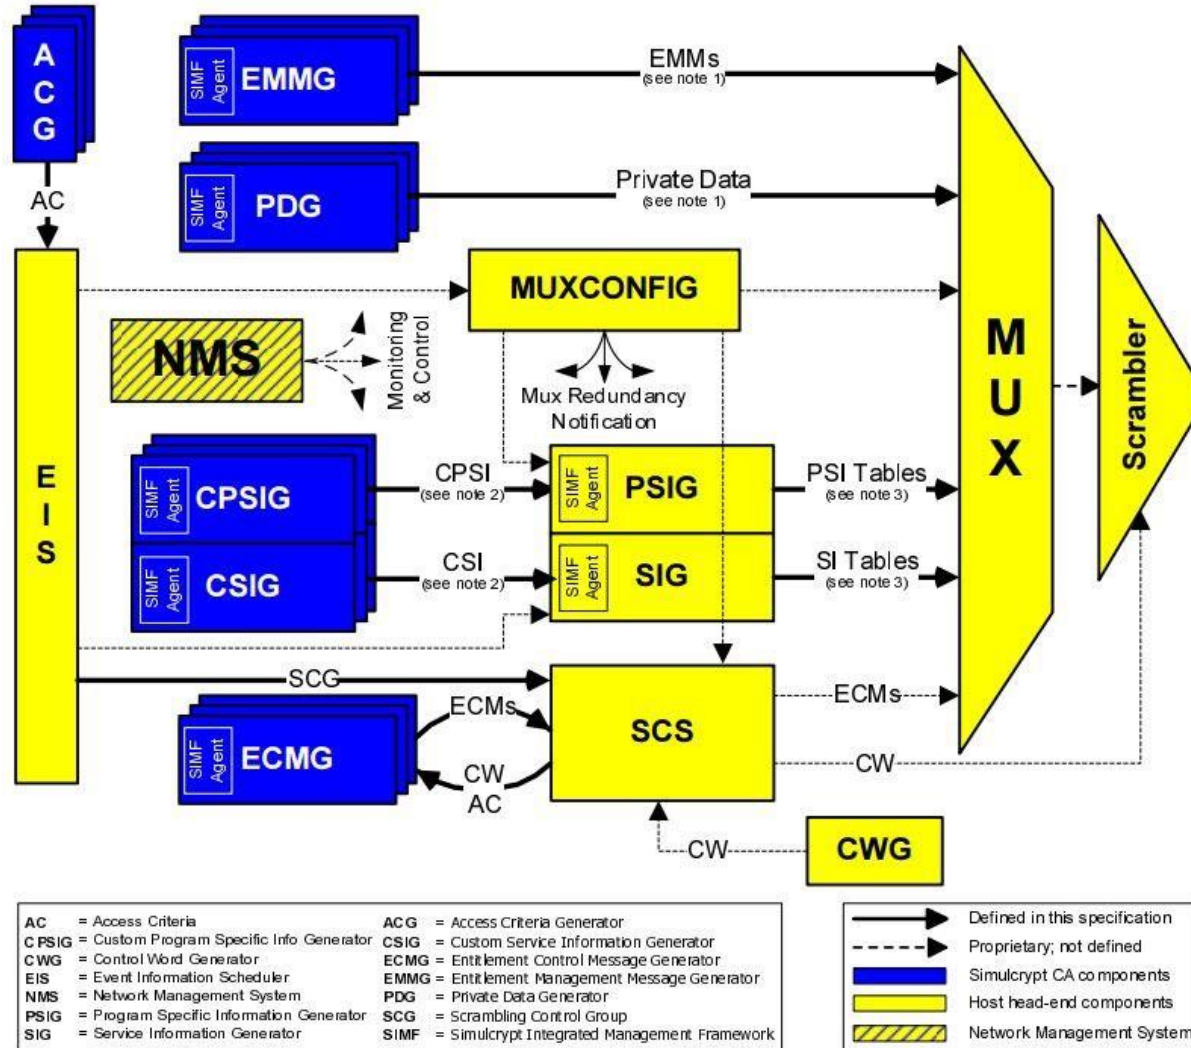 A
C
G
AC
SIMF
Agent
EMMG
EMMs
(see note 1)
SIMF
Agent
PDG
Private Data
(see note 1)
MUXCONFIG
NMS
Monitoring
& Control
Mux Redundancy
Notification
E
I
S
SIMF
Agent
CPSIG
CPSI
(see note 2)
SIMF
Agent
PSIG
PSI Tables
(see note 3)
SIMF
Agent
CSIG
CSI
(see note 2)
SIMF
Agent
SIG
SI Tables
(see note 3)
M
U
X
Scrambler
SCG
SIMF
Agent
ECMG
ECMs
CW
AC
SCS
ECMs
CW
CW
CWG
AC = Access Criteria
CPSIG = Custom Program Specific Info Generator
CWG = Control Word Generator
EIS = Event Information Scheduler
NMS = Network Management System
PSIG = Program Specific Information Generator
SIG = Service Information Generator
ACG = Access Criteria Generator
CSIG = Custom Service Information Generator
ECMG = Entitlement Control Message Generator
EMMG = Entitlement Management Message Generator
PDG = Private Data Generator
SCG = Scrambling Control Group
SIMF = Simulcrypt Integrated Management Framework
Defined in this specification
Proprietary; not defined
Simulcrypt CA components
Host head-end components
Network Management System